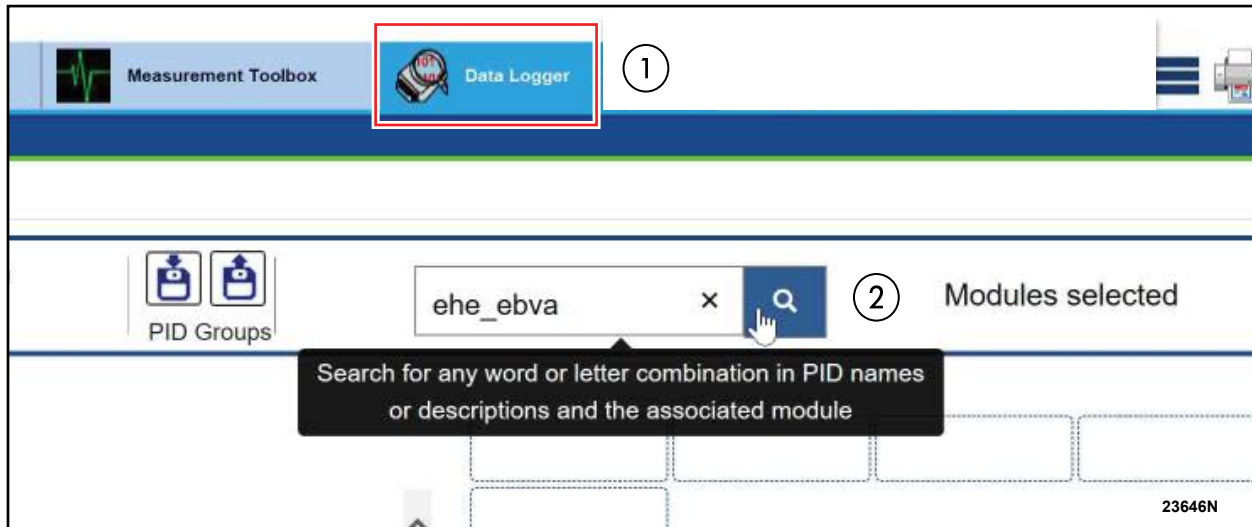 Measurement Toolbox
Data Logger
1
ehe_ebva
×
2
Modules selected
PID Groups
Search for any word or letter combination in PID names
or descriptions and the associated module
23646N